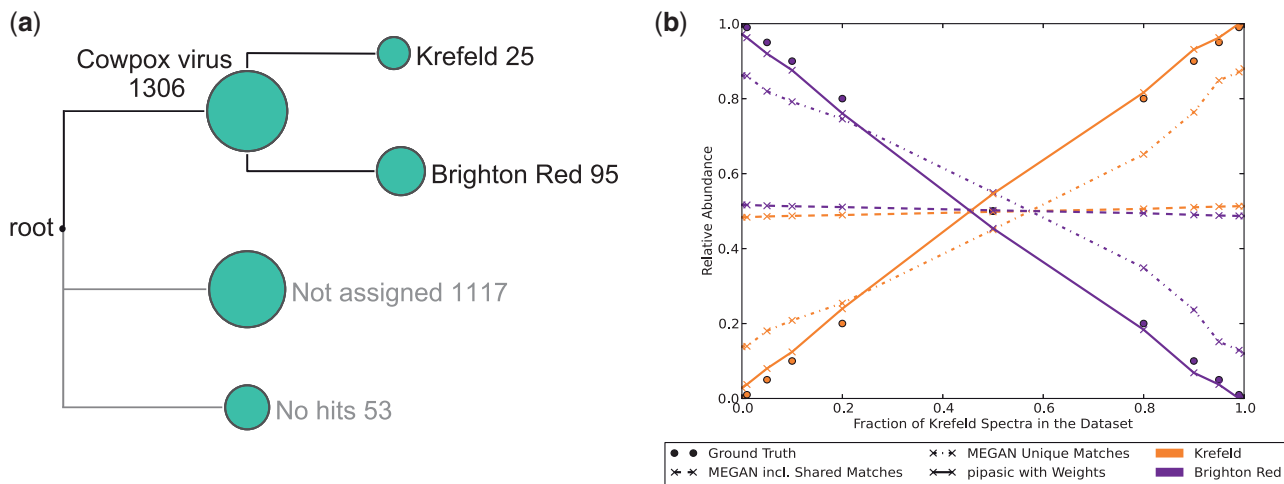 (a)
Cowpox virus
1306
Krefeld 25
Brighton Red 95
root
Not assigned 1117
No hits 53
(b)
Relative Abundance
1.0
0.8
0.6
0.4
0.2
0.0
0.0 0.2 0.4 0.6 0.8 1.0
Fraction of Krefeld Spectra in the Dataset
Ground Truth
MEGAN incl. Shared Matches
MEGAN Unique Matches
pipasic with Weights
Krefeld
Brighton Red